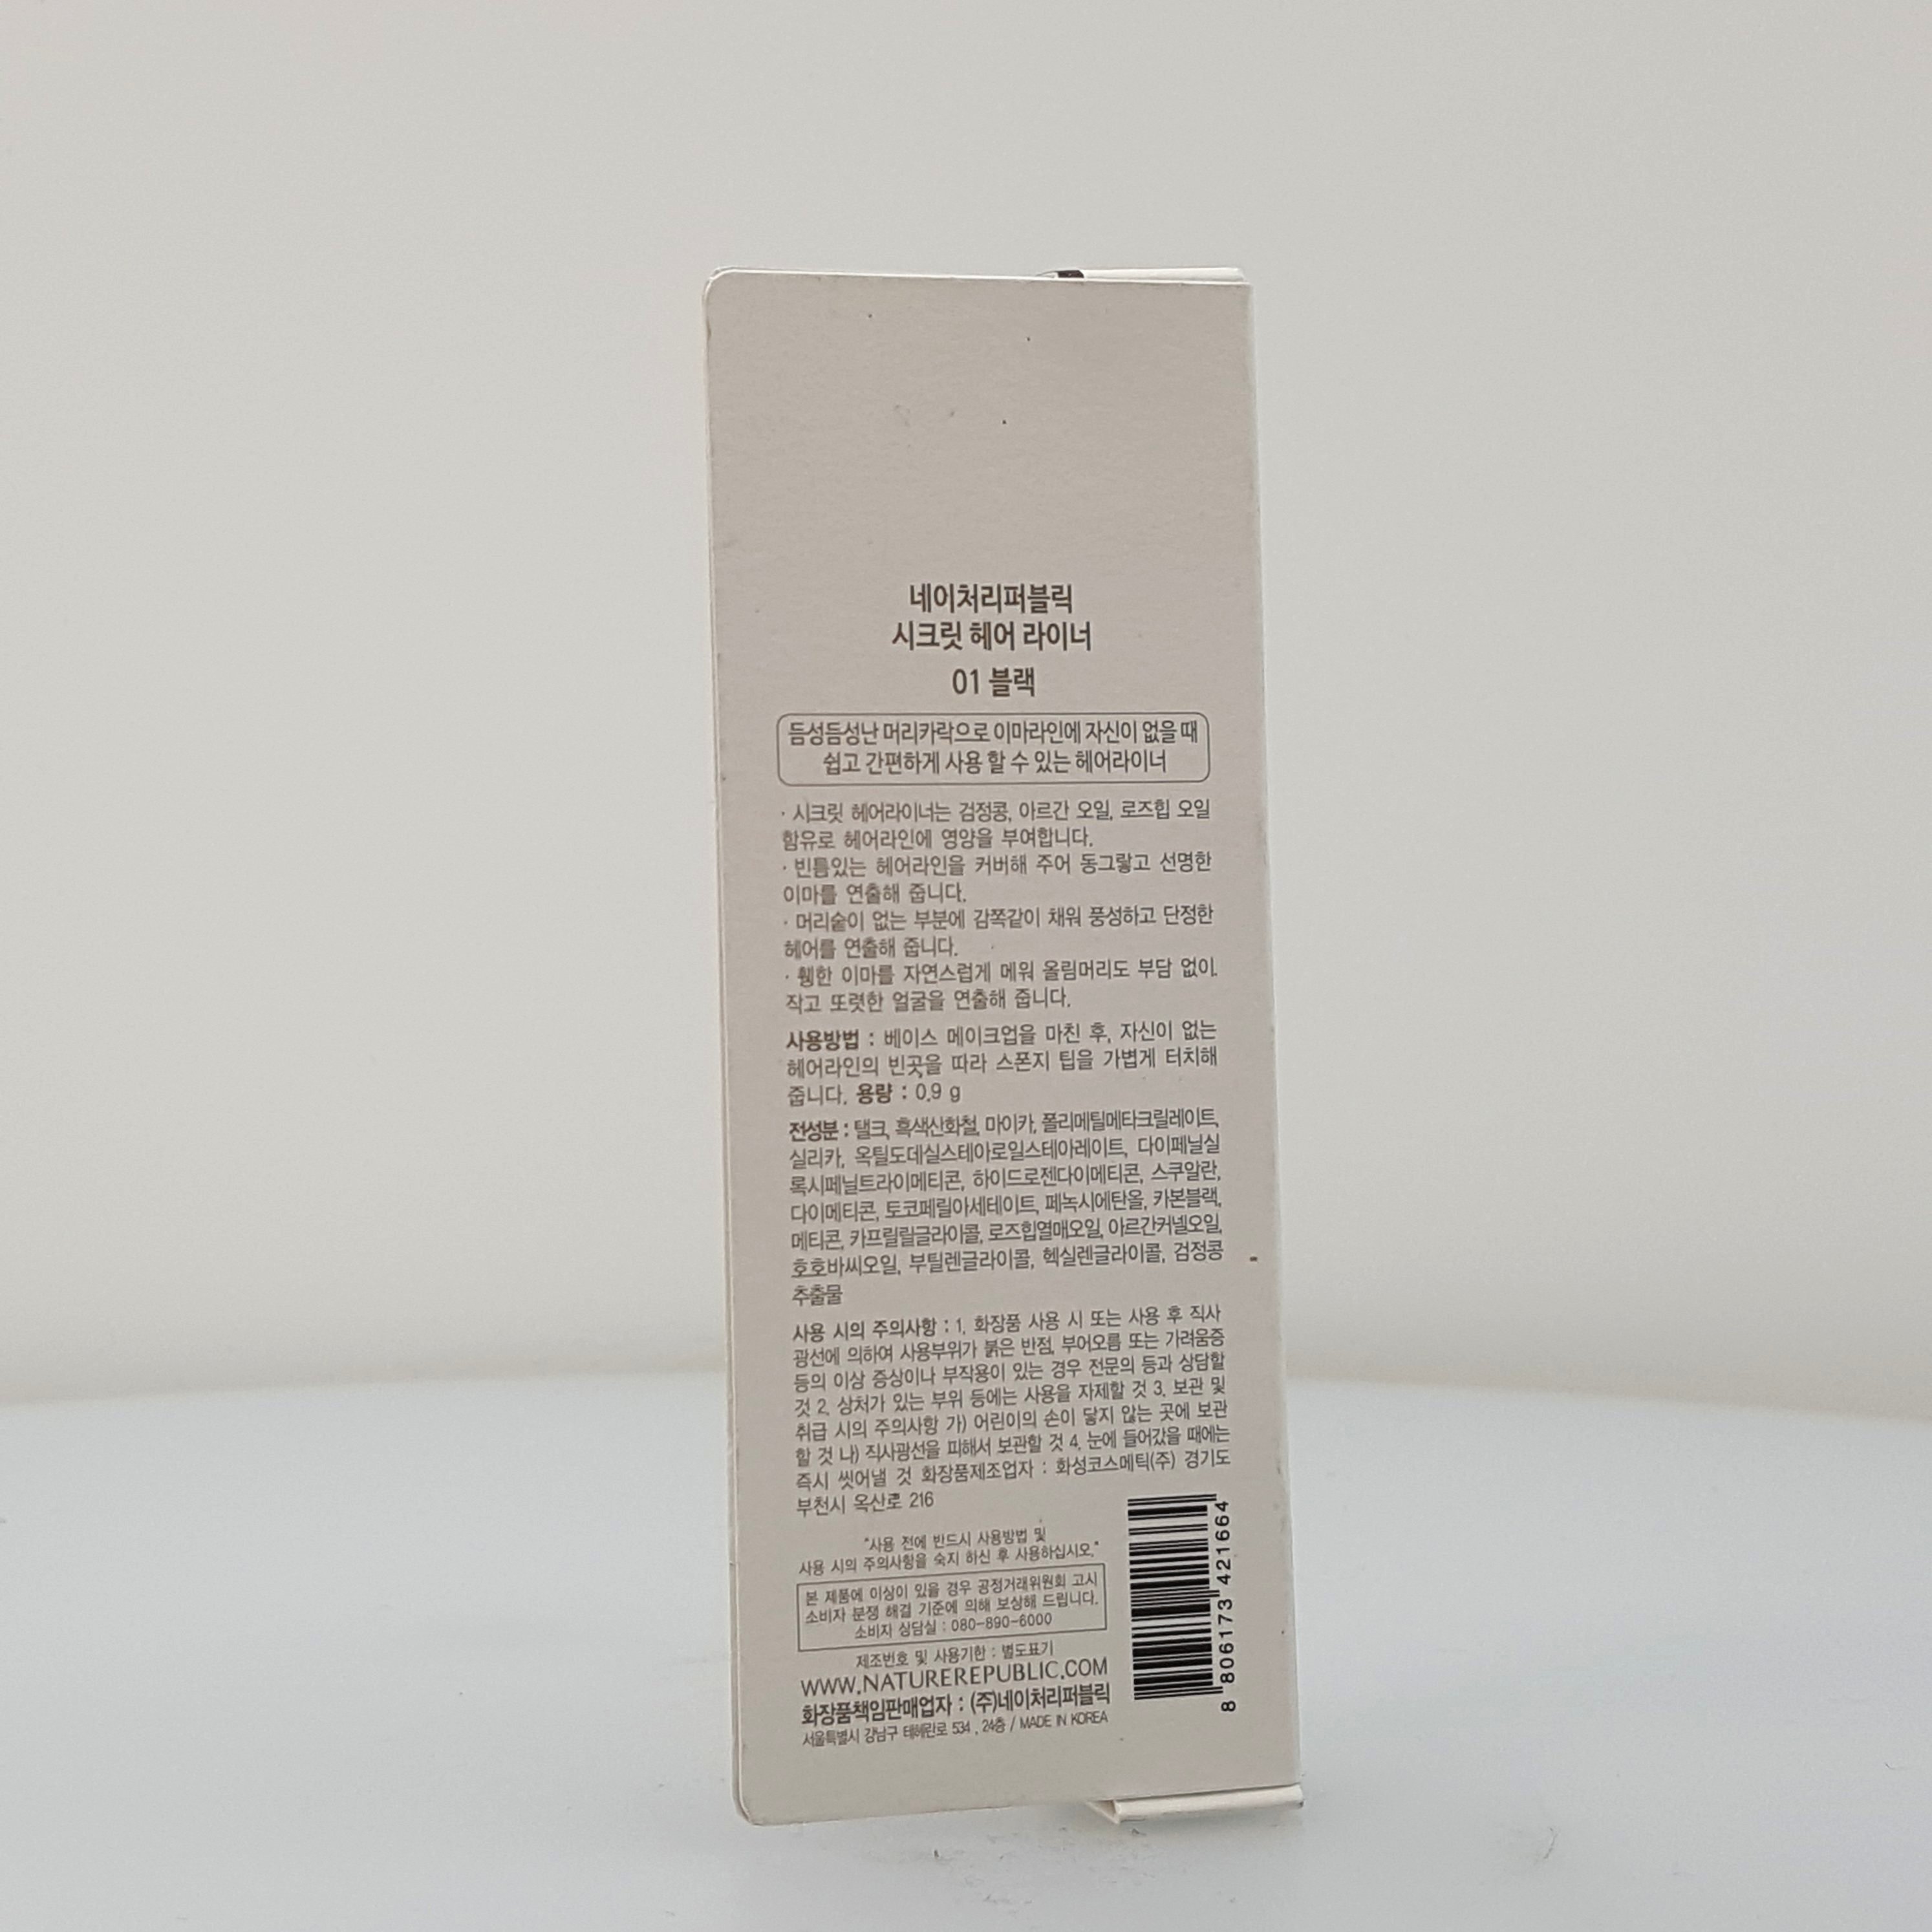 네이처리퍼블릭
시크릿 헤어 라이너
01 블랙
듬성듬성난 머리카락으로 이마라인에 자신이 없을 때
쉽고 간편하게 사용 할 수 있는 헤어라이너
· 시크릿 헤어라이너는 검정콩, 아르간 오일, 로즈힙 오일
함유로 헤어라인에 영양을 부여합니다.
· 빈틈있는 헤어라인을 커버해 주어 동그랗고 선명한
이마를 연출해 줍니다.
· 머리숱이 없는 부분에 감쪽같이 채워 풍성하고 단정한
헤어를 연출해 줍니다.
· 휑한 이마를 자연스럽게 메워 올림머리도 부담 없이.
작고 또렷한 얼굴을 연출해 줍니다.
사용방법 : 베이스 메이크업을 마친 후, 자신이 없는
헤어라인의 빈곳을 따라 스폰지 팁을 가볍게 터치해
줍니다. 용량 : 0.9 g
전성분 : 탤크, 흑색산화철, 마이카, 폴리메틸메타크릴레이트,
실리카, 옥틸도데실스테아로일스테아레이트, 다이페닐실
록시페닐트라이메티콘, 하이드로젠다이메티콘, 스쿠알란,
다이메티콘, 토코페릴아세테이트, 페녹시에탄올, 카본블랙,
메티콘, 카프릴릴글라이콜, 로즈힙열매오일, 아르간커넬오일,
호호바씨오일, 부틸렌글라이콜, 헥실렌글라이콜, 검정콩
추출물
사용 시의 주의사항 : 1. 화장품 사용 시 또는 사용 후 직사
광선에 의하여 사용부위가 붉은 반점, 부어오름 또는 가려움증
등의 이상 증상이나 부작용이 있는 경우 전문의 등과 상담할
것 2. 상처가 있는 부위 등에는 사용을 자제할 것 3. 보관 및
취급 시의 주의사항 가) 어린이의 손이 닿지 않는 곳에 보관
할 것 나) 직사광선을 피해서 보관할 것 4. 눈에 들어갔을 때에는
즉시 씻어낼 것 화장품제조업자 : 화성코스메틱(주) 경기도
부천시 옥산로 216
"사용 전에 반드시 사용방법 및
사용 시의 주의사항을 숙지 하신 후 사용하십시오."
본 제품에 이상이 있을 경우 공정거래위원회 고시
소비자 분쟁 해결 기준에 의해 보상해 드립니다.
소비자 상담실 : 080-890-6000
제조번호 및 사용기한 : 별도표기
WWW.NATUREREPUBLIC.COM
화장품책임판매업자 : (주)네이처리퍼블릭
서울특별시 강남구 테헤란로 534 , 24층 / MADE IN KOREA
8 806173 421664